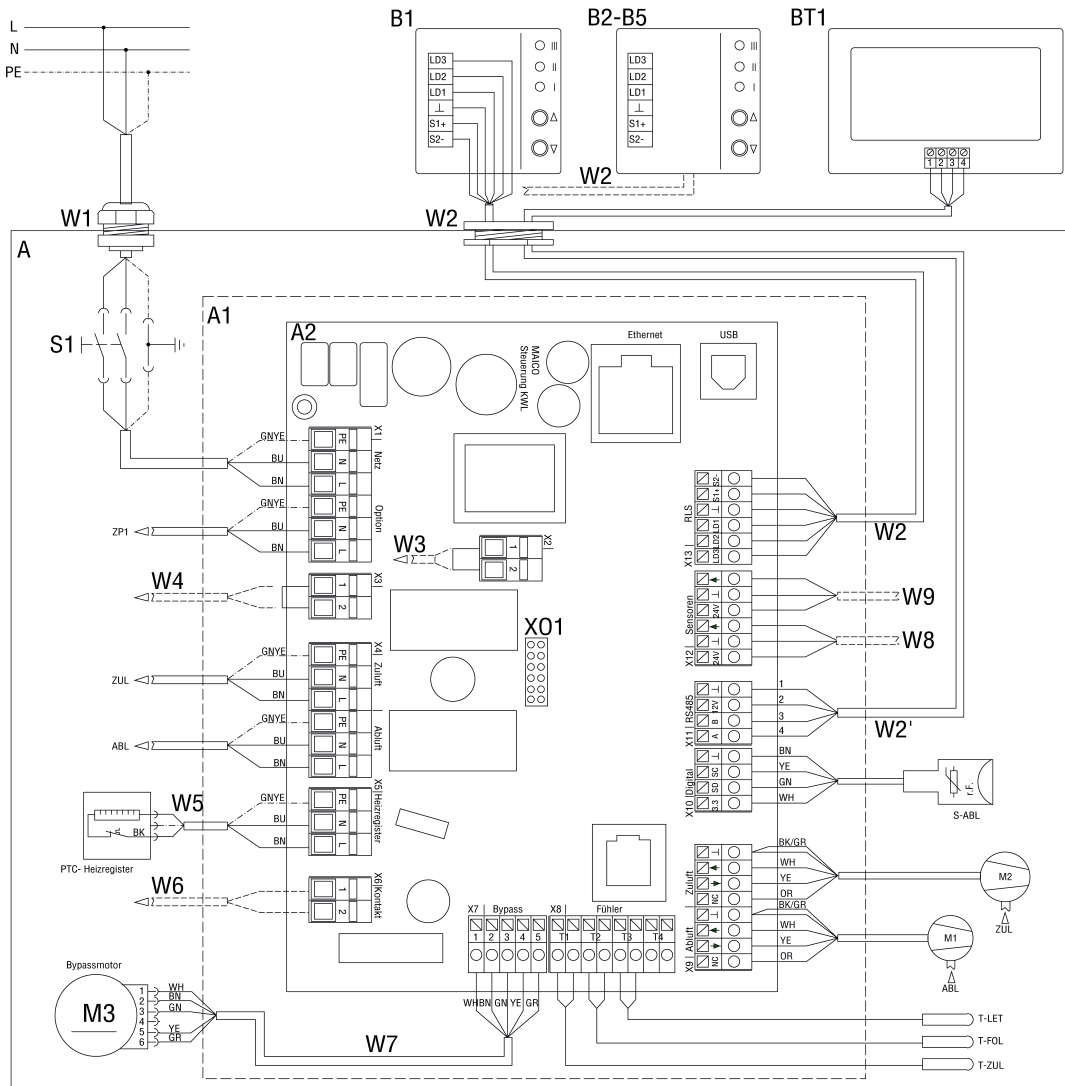 L
N
PE
B1
LD3
LD2
LD1
⊥
S1+
S2-
III
II
I
B2-B5
LD3
LD2
LD1
⊥
S1+
S2-
III
II
I
BT1
1 2 3 4
W2
W1
W2
A
A1
A2
S1
MAICO
Steuerung KWL
Ethernet
USB
GNYE
BU
BN
PE
N
L
X1
Netz
GNYE
BU
BN
PE
N
L
Option
ZP1
W3
1
2
X2
W4
1
2
X3
XO1
ZUL
GNYE
BU
BN
PE
N
L
X4
Zuluft
ABL
GNYE
BU
BN
PE
N
L
Abluft
W5
BK
PTC- Heizregister
GNYE
BU
BN
PE
N
L
X5
Heizregister
W6
1
2
X6
Kontakt
S2-
S1+
⊥
LD1
LD2
LD3
RLS
X13
W2
⊥
24V
⊥
24V
Sensoren
X12
W9
W8
⊥
12V
B
A
RS485
X11
1
2
3
4
W2'
⊥
SC
SD
3.3
Digital
X10
BN
YE
GN
WH
r.F.
S-ABL
⊥
NC
Zuluft
BK/GR
WH
YE
OR
M2
ZUL
⊥
NC
Abluft
X9
BK/GR
WH
YE
OR
M1
ABL
X7 Bypass
1 2 3 4 5
X8 Fühler
T1 T2 T3 T4
WH BN GN YE GR
Bypassmotor
M3
1
2
3
4
5
6
WH
BN
GN
YE
GR
W7
T-LET
T-FOL
T-ZUL